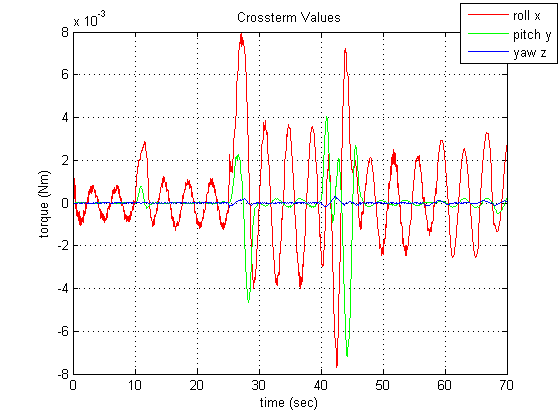 Crossterm Values
x 10⁻³
roll x
pitch y
yaw z
8
6
4
2
0
-2
-4
-6
-8
torque (Nm)
0 10 20 30 40 50 60 70
time (sec)